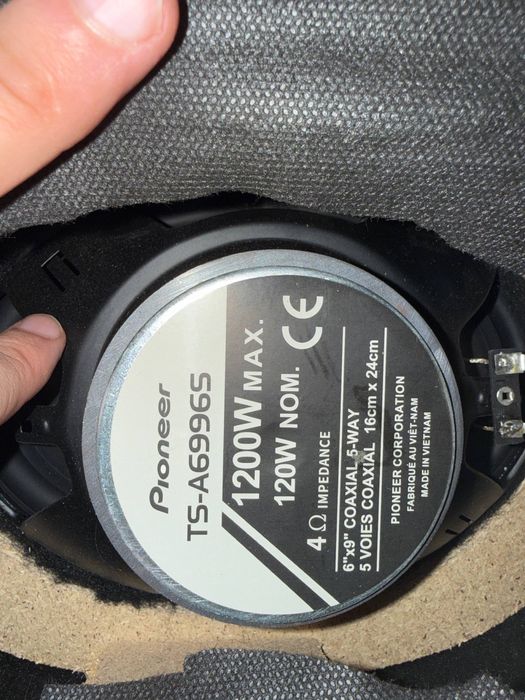 Pioneer
TS-A6996S
1200W MAX.
120W NOM.
CE
4 Ω IMPEDANCE
6"x9" COAXIAL 5-WAY
5 VOIES COAXIAL 16cm x 24cm
PIONEER CORPORATION
FABRIQUÉ AU VIÊT-NAM
MADE IN VIETNAM